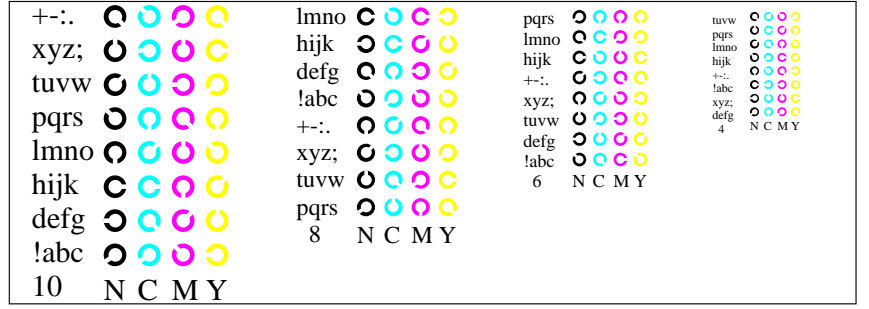 +-:.
xyz;
tuvw
pqrs
lmno
hijk
defg
!abc
10 N C M Y
lmno
hijk
defg
!abc
+-:.
xyz;
tuvw
pqrs
8 N C M Y
pqrs
lmno
hijk
+-:.
xyz;
tuvw
defg
!abc
6 N C M Y
tuvw
pqrs
lmno
hijk
+-:.
!abc
xyz;
defg
4 N C M Y